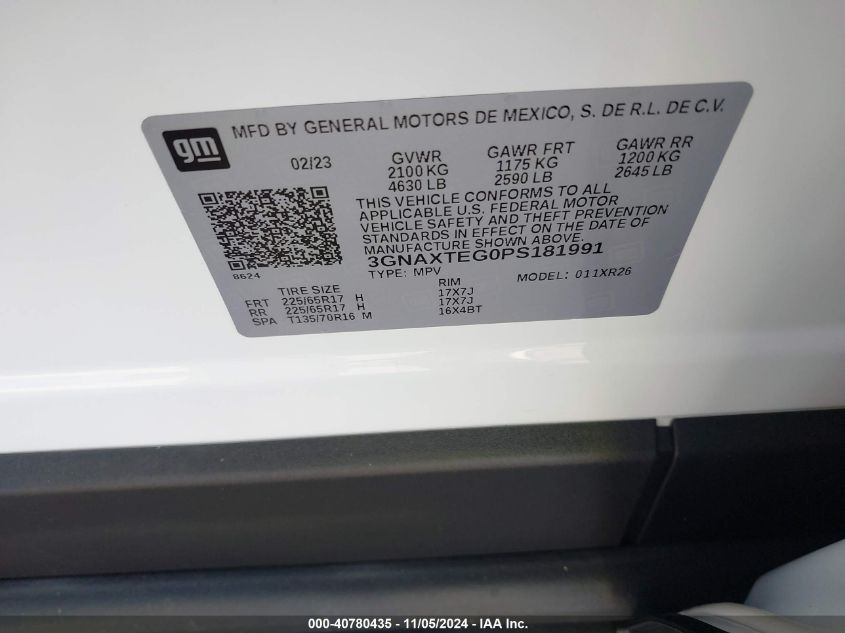 gm
MFD BY GENERAL MOTORS DE MEXICO, S. DE R.L. DE C.V.
02/23 GVWR GAWR FRT GAWR RR
2100 KG 1175 KG 1200 KG
4630 LB 2590 LB 2645 LB
THIS VEHICLE CONFORMS TO ALL
APPLICABLE U.S. FEDERAL MOTOR
VEHICLE SAFETY AND THEFT PREVENTION
STANDARDS IN EFFECT ON THE DATE OF
MANUFACTURE SHOWN ABOVE.
8624
3GNAXTEG0PS181991
TYPE: MPV MODEL: 011XR26
TIRE SIZE RIM
FRT 225/65R17 H 17X7J
RR 225/65R17 H 17X7J
SPA T135/70R16 M 16X4BT
000-40780435 - 11/05/2024 - IAA Inc.